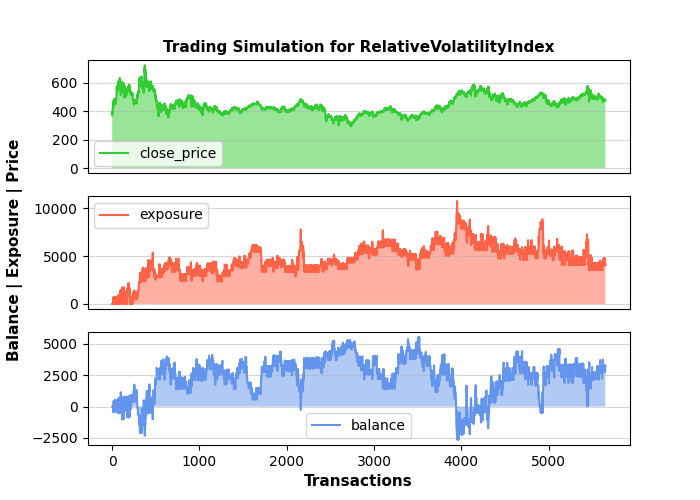 Trading Simulation for RelativeVolatilityIndex
Balance | Exposure | Price
600
400
200
0
close_price
10000
5000
0
exposure
5000
2500
0
−2500
balance
0 1000 2000 3000 4000 5000
Transactions